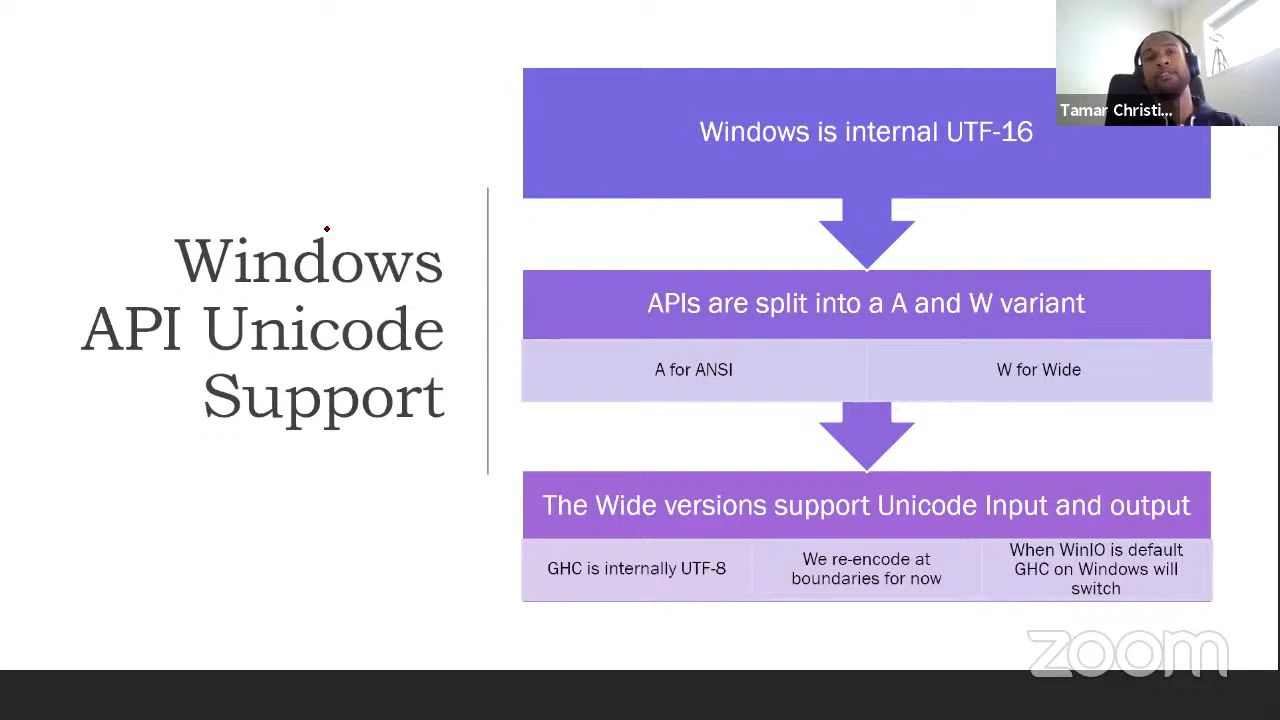 Windows is internal UTF-16
Tamar Christi...
Windows
API Unicode
Support
APIs are split into a A and W variant
A for ANSI
W for Wide
The Wide versions support Unicode Input and output
GHC is internally UTF-8
We re-encode at
boundaries for now
When WinIO is default
GHC on Windows will
switch
zoom